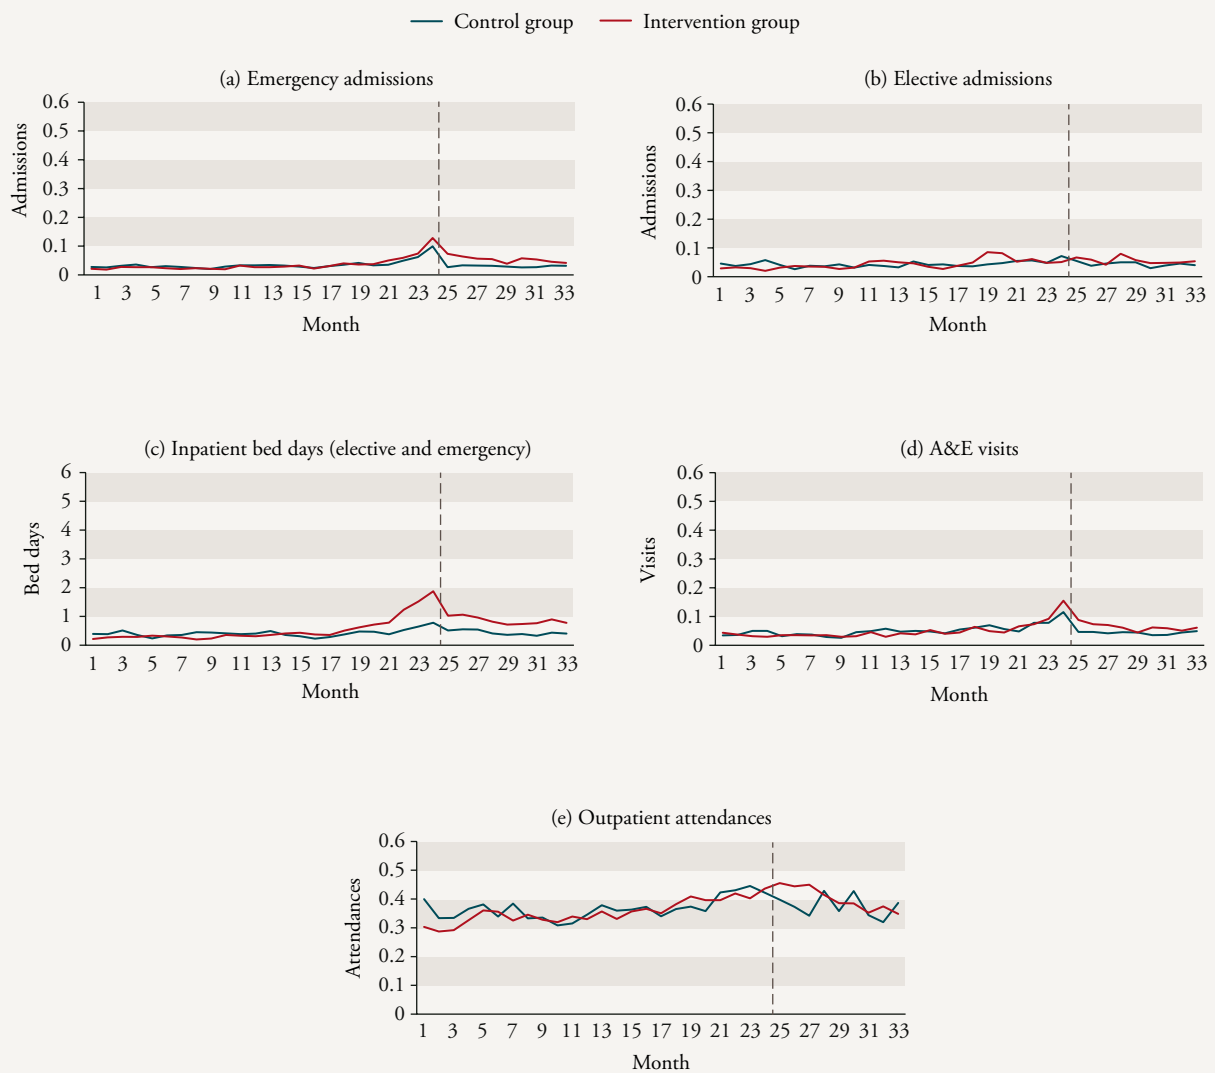 Control group Intervention group
(a) Emergency admissions
Admissions
0.6
0.5
0.4
0.3
0.2
0.1
0
1 3 5 7 9 11 13 15 17 19 21 23 25 27 29 31 33
Month
(b) Elective admissions
Admissions
0.6
0.5
0.4
0.3
0.2
0.1
0
1 3 5 7 9 11 13 15 17 19 21 23 25 27 29 31 33
Month
(c) Inpatient bed days (elective and emergency)
Bed days
6
5
4
3
2
1
0
1 3 5 7 9 11 13 15 17 19 21 23 25 27 29 31 33
Month
(d) A&E visits
Visits
0.6
0.5
0.4
0.3
0.2
0.1
0
1 3 5 7 9 11 13 15 17 19 21 23 25 27 29 31 33
Month
(e) Outpatient attendances
Attendances
0.6
0.5
0.4
0.3
0.2
0.1
0
1 3 5 7 9 11 13 15 17 19 21 23 25 27 29 31 33
Month